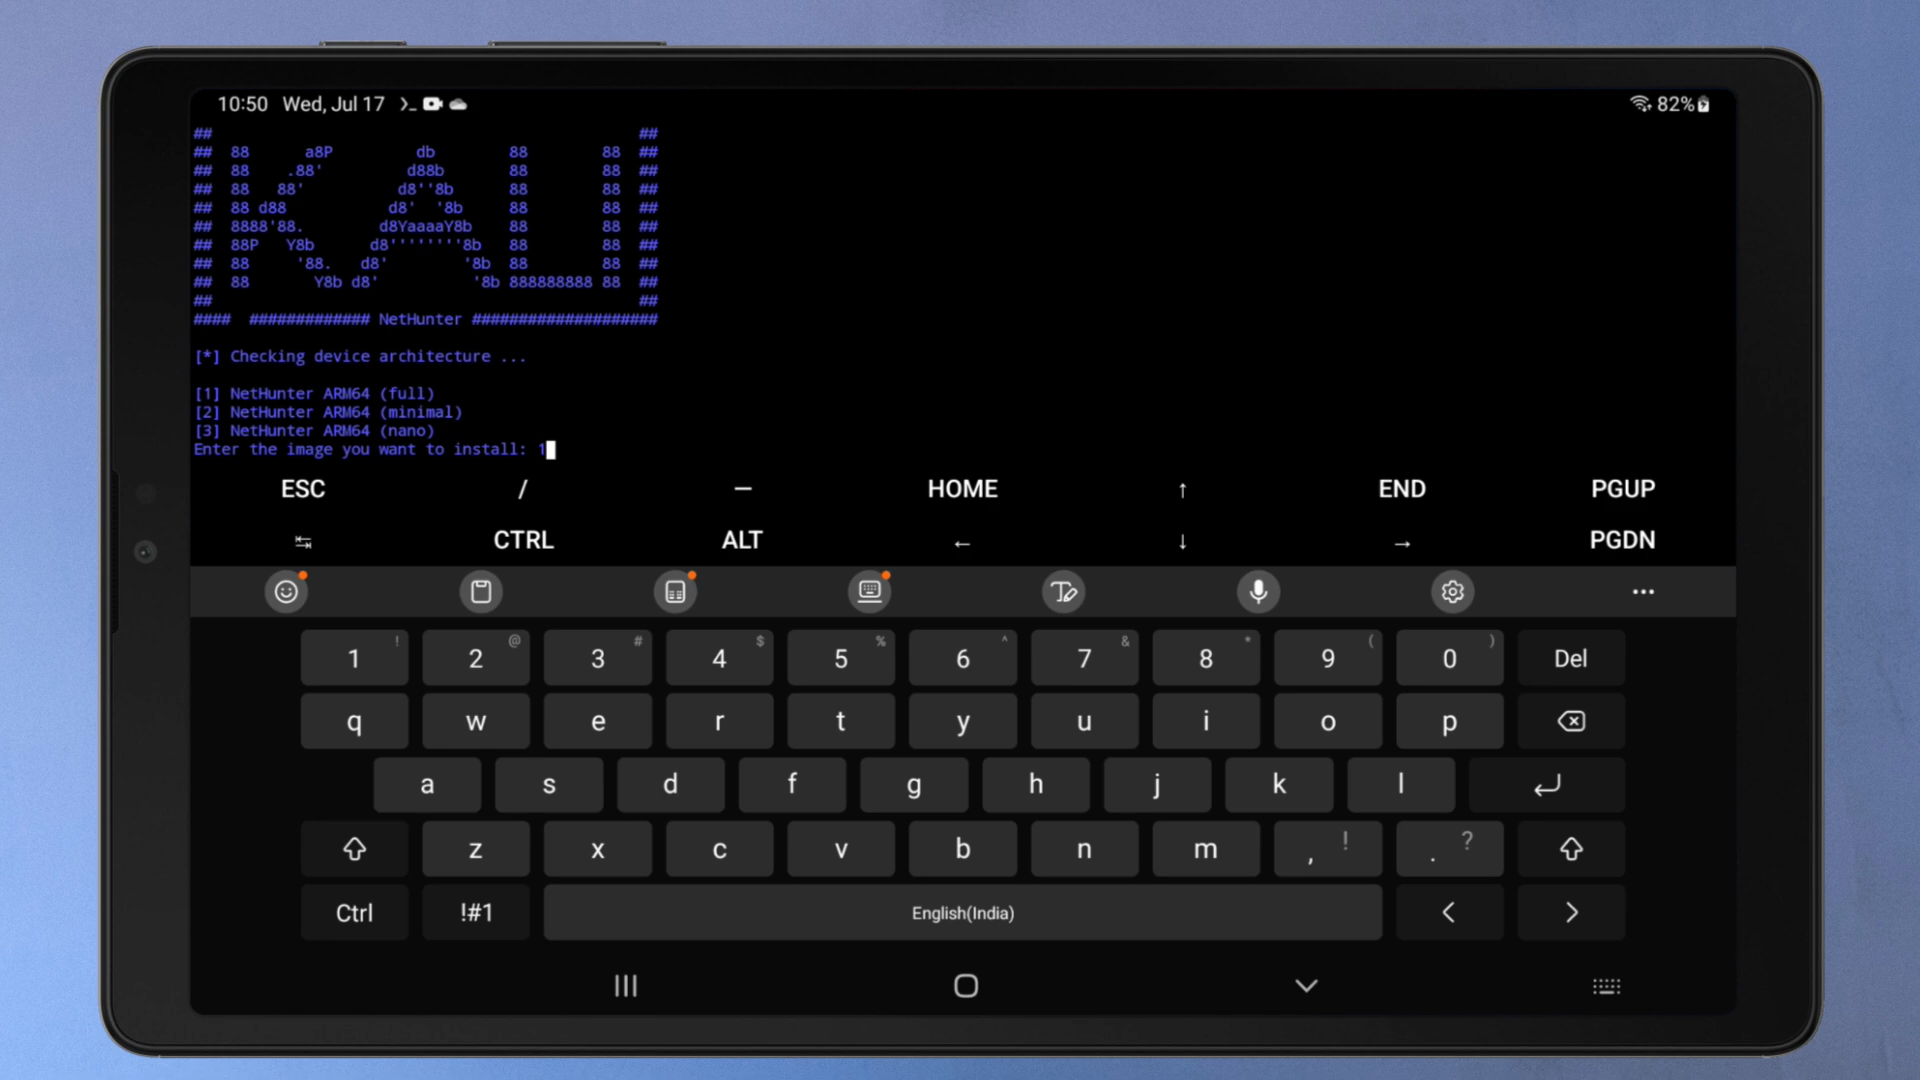 10:50 Wed, Jul 17 82%
## ##
## 88 a8P db 88 88 ##
## 88 .88' d88b 88 88 ##
## 88 88' d8''8b 88 88 ##
## 88 d88 d8' '8b 88 88 ##
## 8888'88. d8YaaaaY8b 88 88 ##
## 88P Y8b d8''''''''8b 88 88 ##
## 88 '88. d8' '8b 88 88 ##
## 88 Y8b d8' '8b 888888888 88 ##
## ##
#### ############# NetHunter ####################
[*] Checking device architecture ...
[1] NetHunter ARM64 (full)
[2] NetHunter ARM64 (minimal)
[3] NetHunter ARM64 (nano)
Enter the image you want to install: 1
ESC / — HOME ↑ END PGUP
↹ CTRL ALT ← ↓ → PGDN
1 ! 2 @ 3 # 4 $ 5 % 6 ^ 7 & 8 * 9 ( 0 ) Del
q w e r t y u i o p
a s d f g h j k l
z x c v b n m , ! . ?
Ctrl !#1 English(India) < >